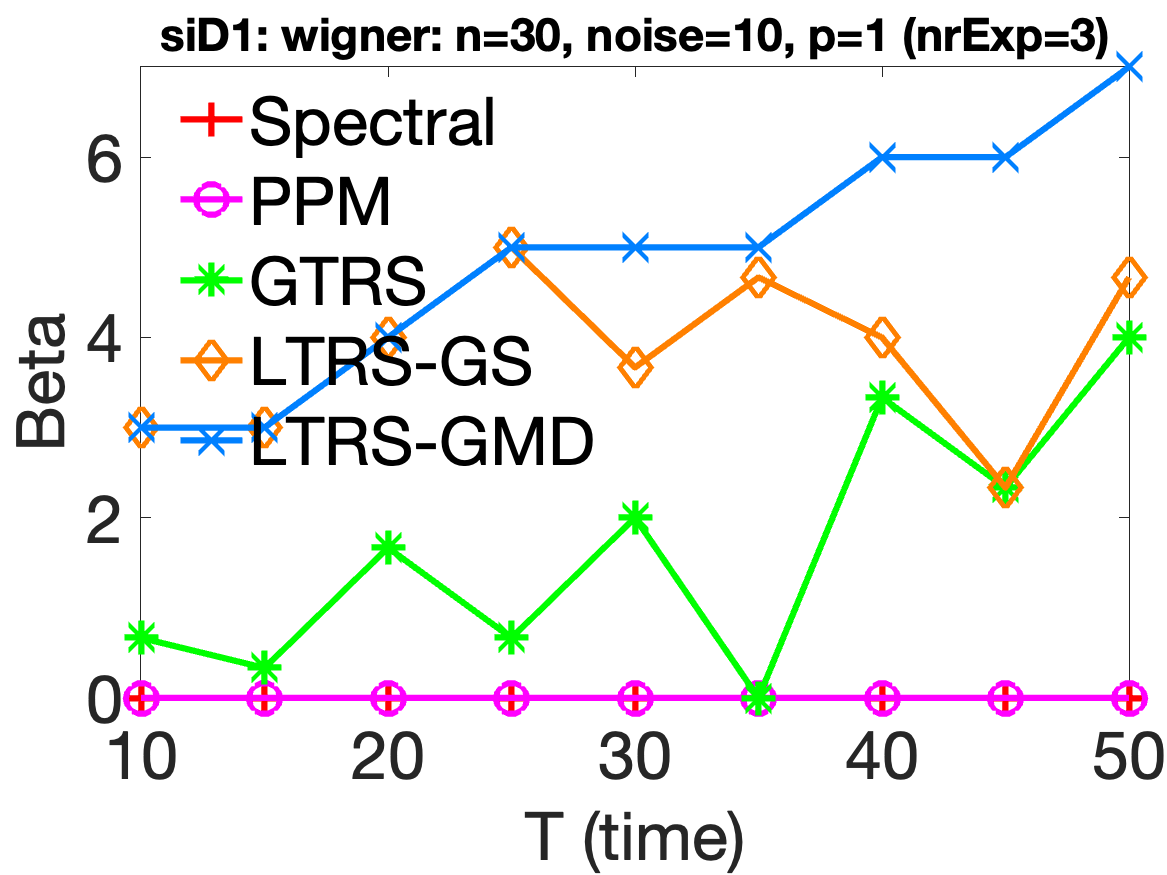 siD1: wigner: n=30, noise=10, p=1 (nrExp=3)
Spectral
PPM
GTRS
LTRS-GS
LTRS-GMD
Beta
6
4
2
0
10 20 30 40 50
T (time)